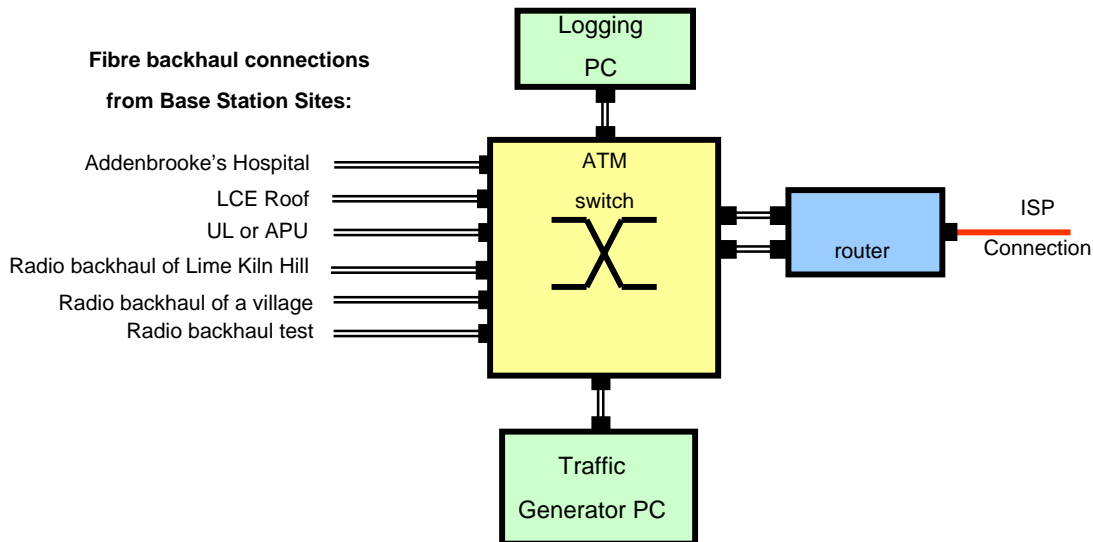 Logging
PC
Fibre backhaul connections
from Base Station Sites:
Addenbrooke’s Hospital
LCE Roof
UL or APU
Radio backhaul of Lime Kiln Hill
Radio backhaul of a village
Radio backhaul test
ATM
switch
router
ISP
Connection
Traffic
Generator PC